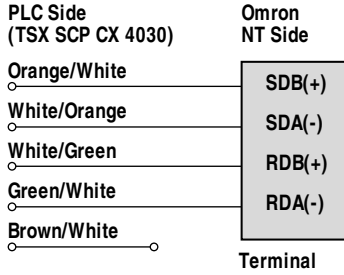 PLC Side
(TSX SCP CX 4030)
Omron
NT Side
Orange/White
SDB(+)
White/Orange
SDA(-)
White/Green
RDB(+)
Green/White
RDA(-)
Brown/White
Terminal